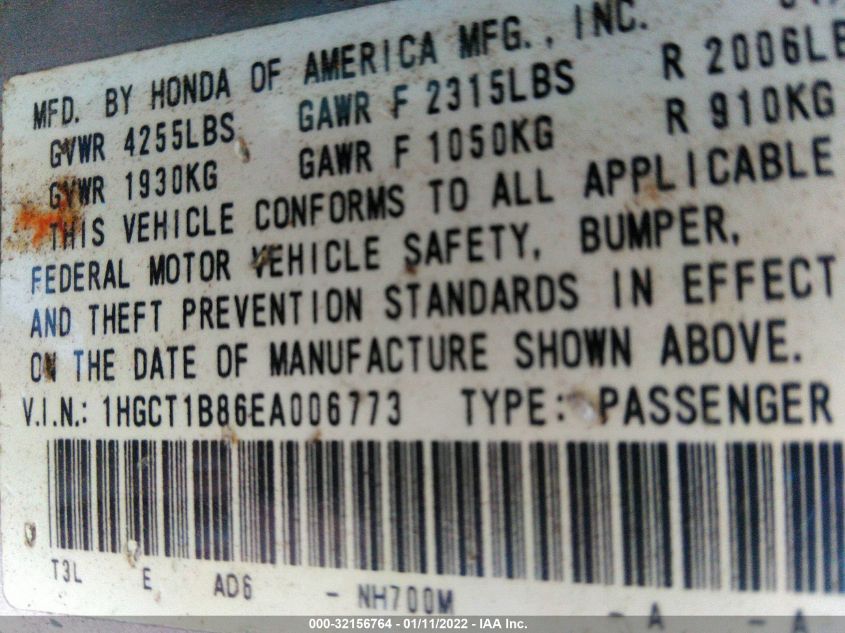 MFD. BY HONDA OF AMERICA MFG., INC.
GVWR 4255LBS GAWR F 2315LBS R 2006LB
GVWR 1930KG GAWR F 1050KG R 910KG
THIS VEHICLE CONFORMS TO ALL APPLICABLE
FEDERAL MOTOR VEHICLE SAFETY, BUMPER,
AND THEFT PREVENTION STANDARDS IN EFFECT
ON THE DATE OF MANUFACTURE SHOWN ABOVE.
V.I.N.: 1HGCT1B86EA006773 TYPE: PASSENGER
T3L E AD6 - NH700M - A - A
000-32156764 - 01/11/2022 - IAA Inc.